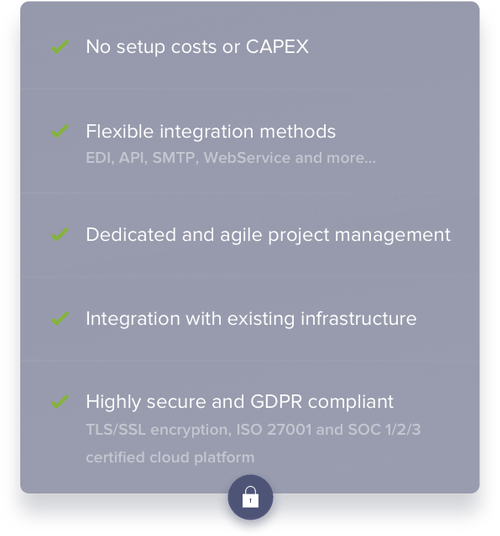 No setup costs or CAPEX
Flexible integration methods
EDI, API, SMTP, WebService and more...
Dedicated and agile project management
Integration with existing infrastructure
Highly secure and GDPR compliant
TLS/SSL encryption, ISO 27001 and SOC 1/2/3
certified cloud platform